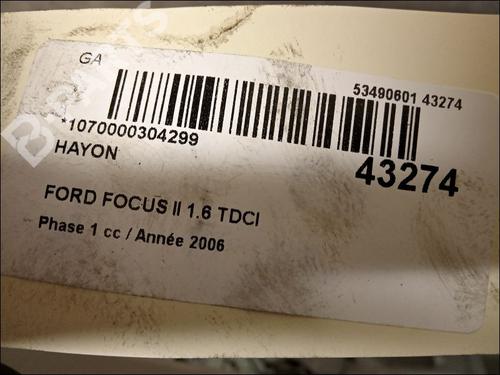 GA
53490601 43274
*1070000304299
HAYON
43274
FORD FOCUS II 1.6 TDCI
Phase 1 cc / Année 2006